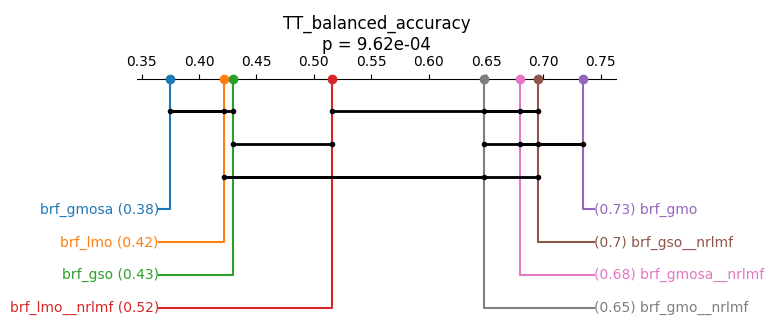 TT_balanced_accuracy
p = 9.62e-04
0.35 0.40 0.45 0.50 0.55 0.60 0.65 0.70 0.75
brf_gmosa (0.38) (0.73) brf_gmo
brf_lmo (0.42) (0.7) brf_gso__nrlmf
brf_gso (0.43) (0.68) brf_gmosa__nrlmf
brf_lmo__nrlmf (0.52) (0.65) brf_gmo__nrlmf